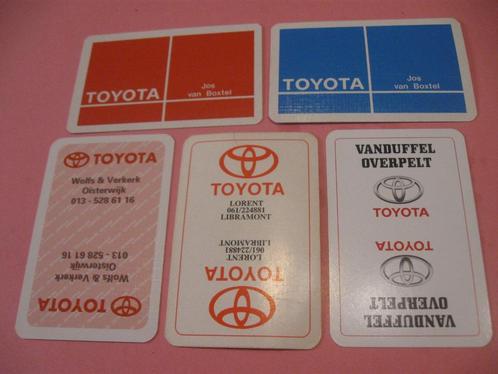 TOYOTA
Jos
van Boxtel
TOYOTA
Jos
van Boxtel
TOYOTA
Wolfs & Verkerk
Oisterwijk
013 - 528 61 16
013 - 528 61 16
Oisterwijk
Wolfs & Verkerk
TOYOTA
TOYOTA
LORENT
061/224881
LIBRAMONT
LIBRAMONT
061/224881
LORENT
TOYOTA
VANDUFFEL
OVERPELT
TOYOTA
TOYOTA
OVERPELT
VANDUFFEL